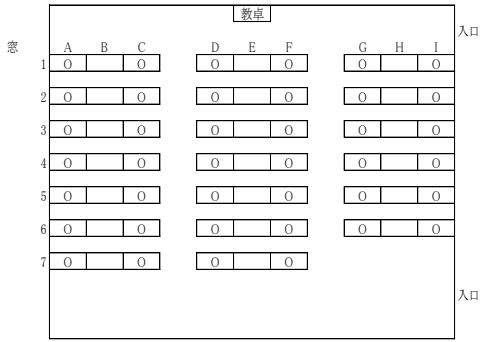 教卓
入口
窓
A B C D E F G H I
1 O O O O O O
2 O O O O O O
3 O O O O O O
4 O O O O O O
5 O O O O O O
6 O O O O O O
7 O O O O
入口